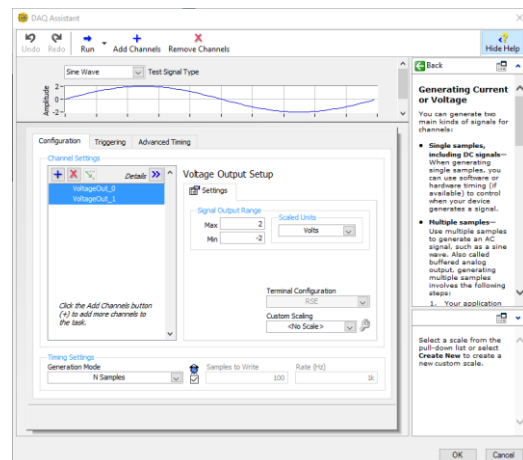 DAQ Assistant
Undo Redo Run Add Channels Remove Channels Hide Help
Sine Wave Test Signal Type
Amplitude
2
0
-2
Configuration Triggering Advanced Timing
Channel Settings
Details
VoltageOut_0
VoltageOut_1
Click the Add Channels button
(+) to add more channels to
the task.
Voltage Output Setup
Settings
Signal Output Range
Max 2
Min -2
Scaled Units
Volts
Terminal Configuration
RSE
Custom Scaling
<No Scale>
Timing Settings
Generation Mode
N Samples
Samples to Write
100
Rate (Hz)
1k
Back
Generating Current
or Voltage
You can generate two
main kinds of signals for
channels:
• Single samples,
including DC signals—
When generating
single samples, you
can use software or
hardware timing (if
available) to control
when your device
generates a signal.
• Multiple samples—
Use multiple samples
to generate an AC
signal, such as a sine
wave. Also called
buffered analog
output, generating
multiple samples
involves the following
steps:
1. Your application
Select a scale from the
pull-down list or select
Create New to create a
new custom scale.
OK Cancel